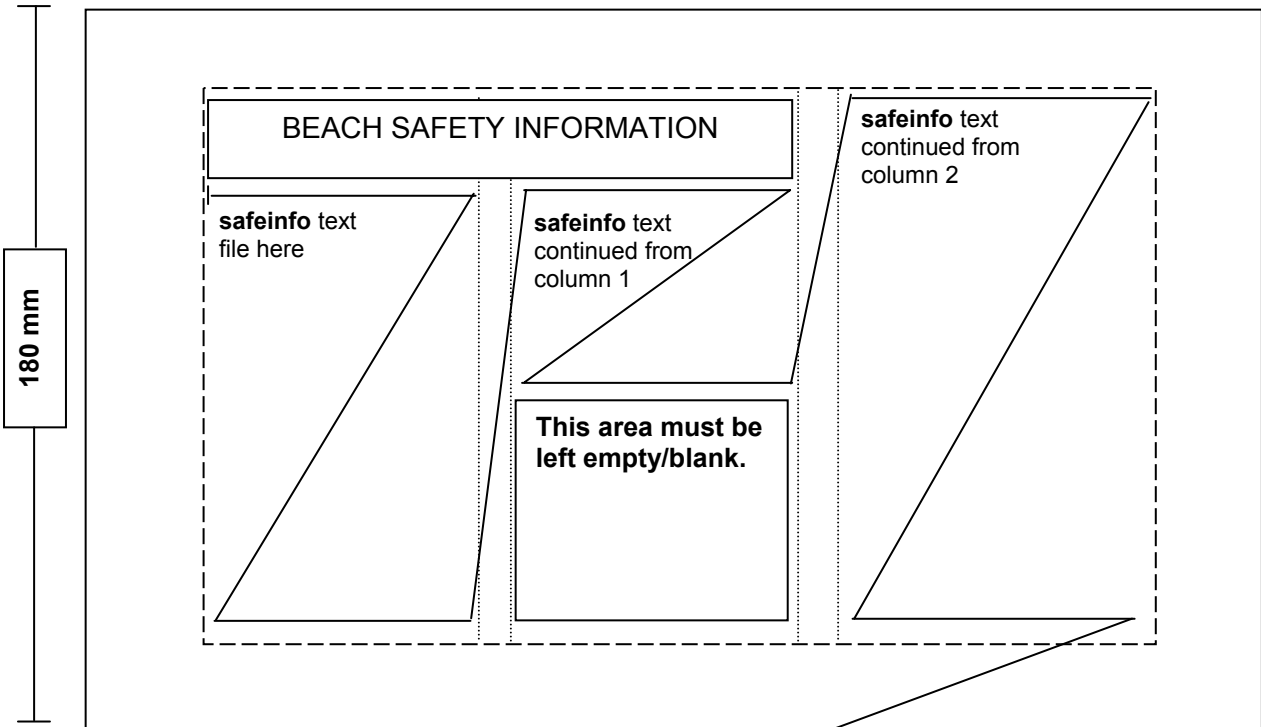 BEACH SAFETY INFORMATION
safeinfo text
file here
safeinfo text
continued from
column 1
This area must be
left empty/blank.
safeinfo text
continued from
column 2
180 mm